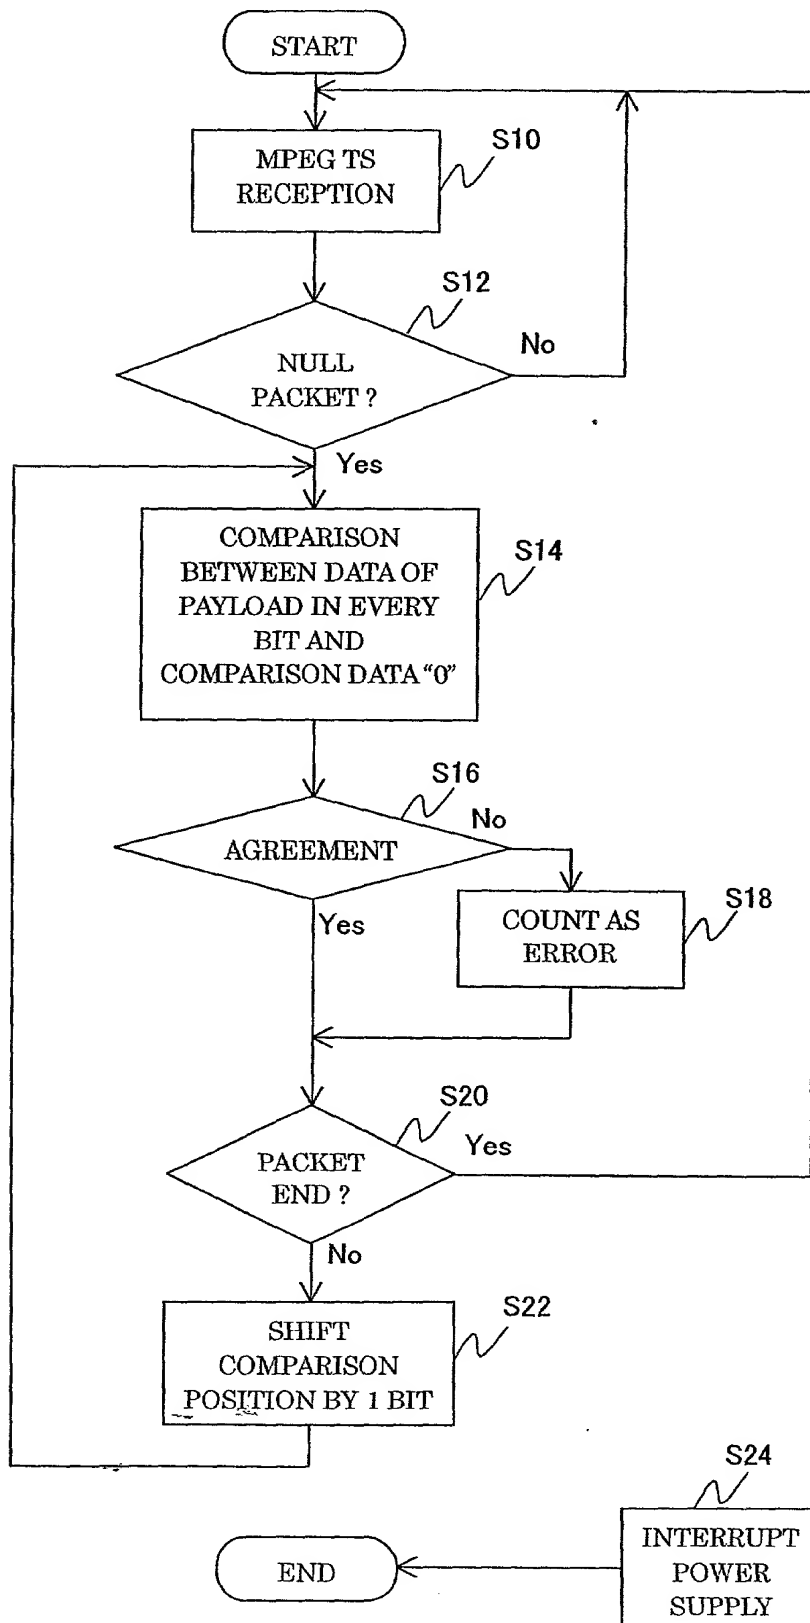 START
S10
MPEG TS
RECEPTION
S12
No
NULL
PACKET ?
Yes
COMPARISON
BETWEEN DATA OF
PAYLOAD IN EVERY
BIT AND
COMPARISON DATA “0”
S14
S16
No
AGREEMENT
Yes
COUNT AS
ERROR
S18
S20
Yes
PACKET
END ?
No
SHIFT
COMPARISON
POSITION BY 1 BIT
S22
S24
INTERRUPT
POWER
SUPPLY
END